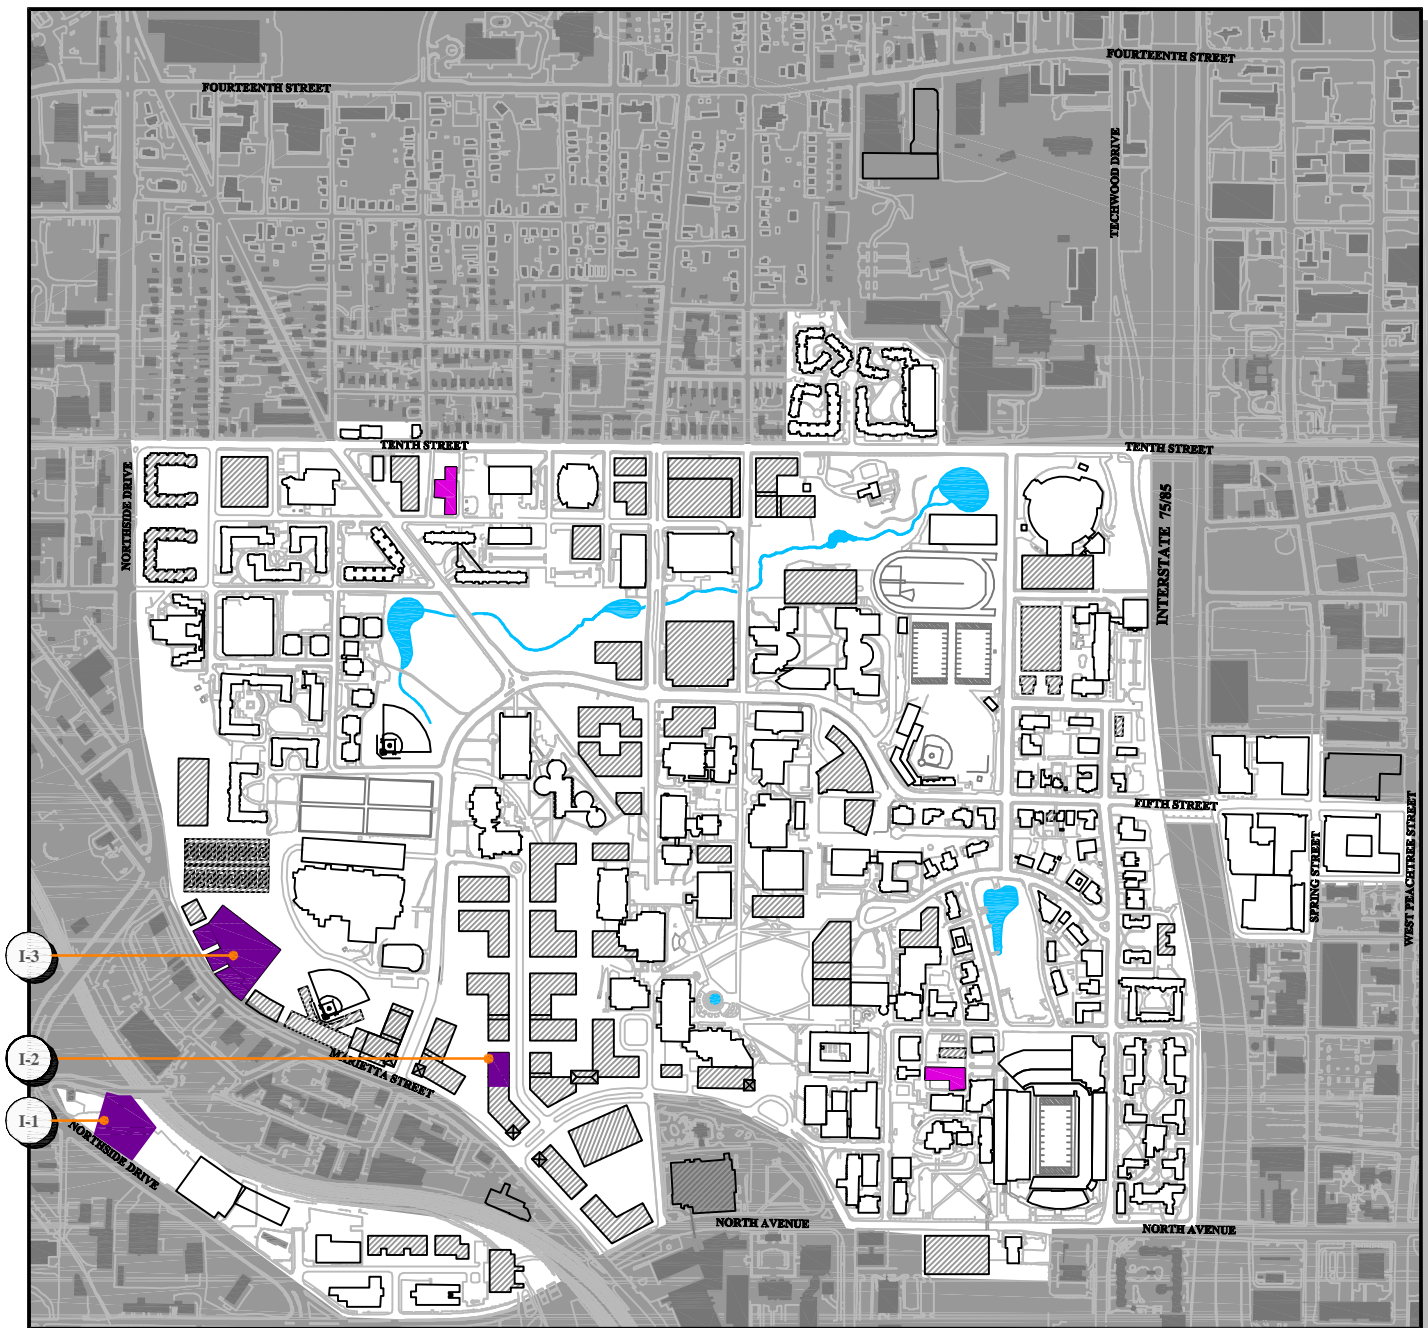 FOURTEENTH STREET
FOURTEENTH STREET
TECHWOOD DRIVE
TENTH STREET
TENTH STREET
NORTHSIDE DRIVE
INTERSTATE 75/85
FIFTH STREET
SPRING STREET
WEST PEACHTREE STREET
I-3
I-2
MARIETTA STREET
I-1
NORTHSIDE DRIVE
NORTH AVENUE
NORTH AVENUE